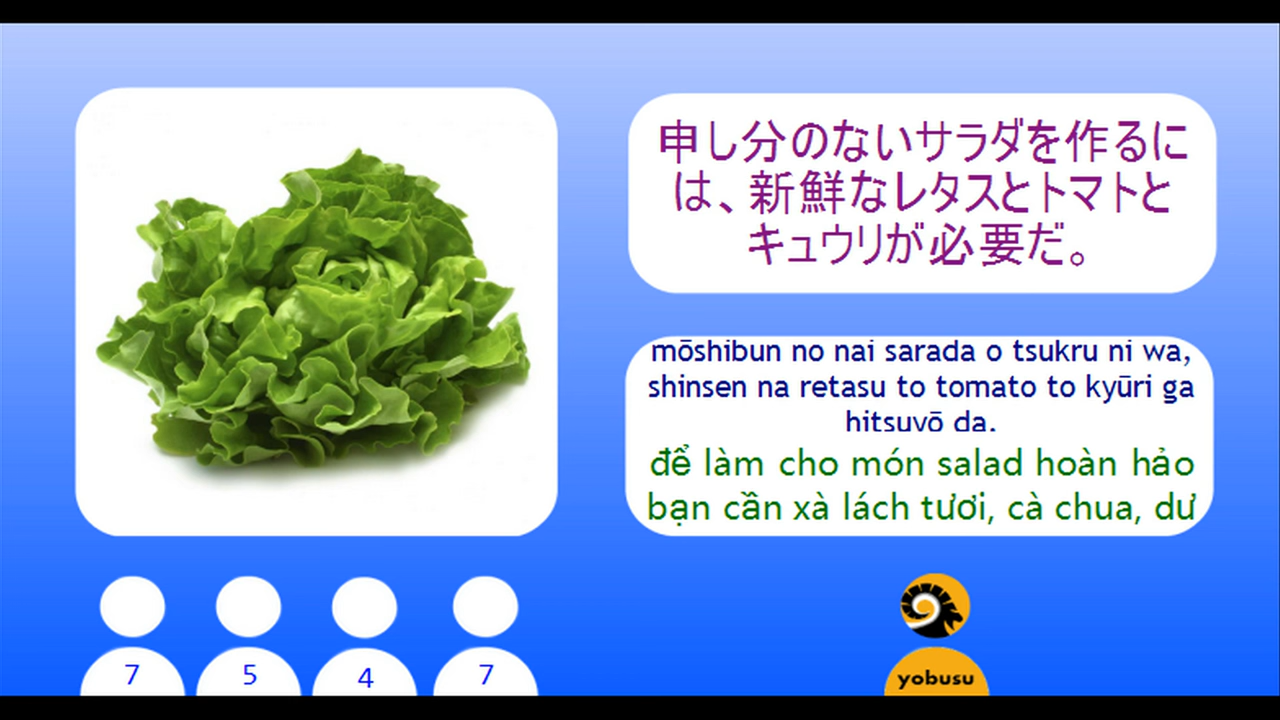 申し分のないサラダを作るに
は、新鮮なレタスとトマトと
キュウリが必要だ。
mōshibun no nai sarada o tsukru ni wa,
shinsen na retasu to tomato to kyūri ga
hitsuyō da.
để làm cho món salad hoàn hảo
bạn cần xà lách tươi, cà chua, dư
7 5 4 7
yobusu